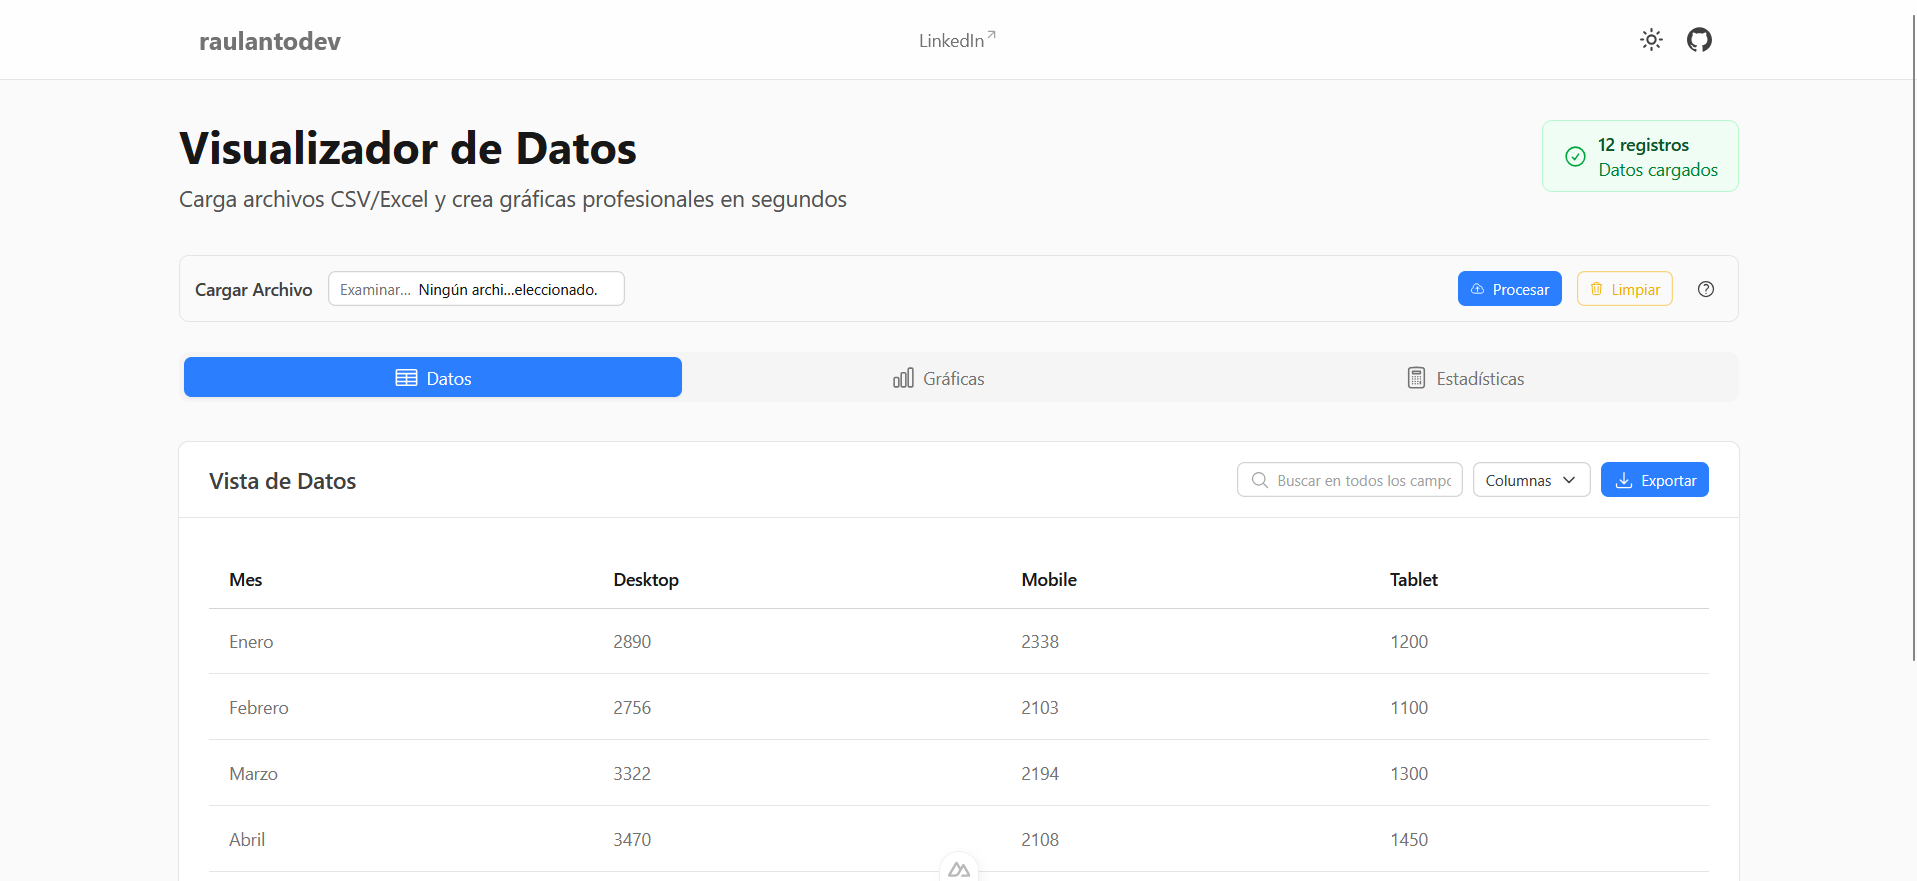 raulantodev
LinkedIn
Visualizador de Datos
Carga archivos CSV/Excel y crea gráficas profesionales en segundos
12 registros
Datos cargados
Cargar Archivo
Examinar... Ningún archi...eleccionado.
Procesar
Limpiar
Datos
Gráficas
Estadísticas
Vista de Datos
Buscar en todos los campo
Columnas
Exportar
Mes Desktop Mobile Tablet
Enero 2890 2338 1200
Febrero 2756 2103 1100
Marzo 3322 2194 1300
Abril 3470 2108 1450